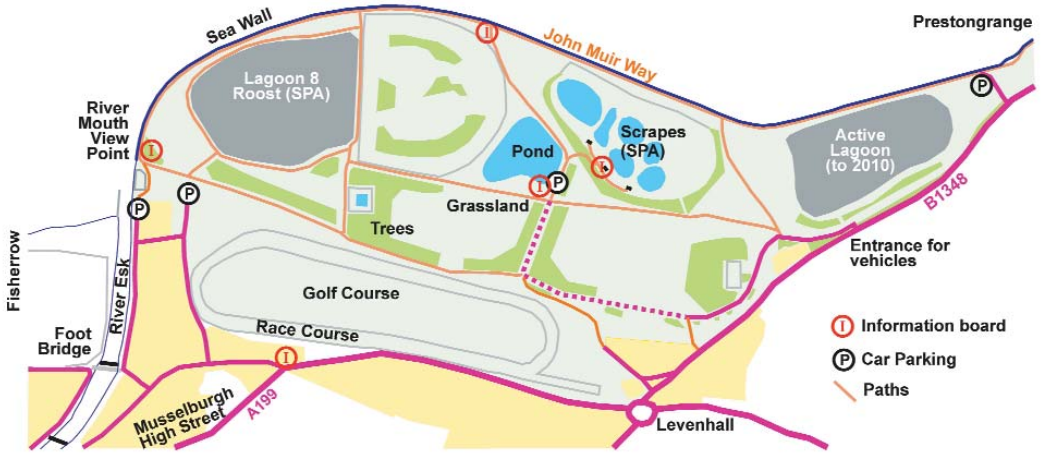 Prestongrange
Sea Wall
John Muir Way
Lagoon 8
Roost (SPA)
River
Mouth
View
Point
Scrapes
(SPA)
Active
Lagoon
(to 2010)
Pond
Grassland
Trees
B1348
Entrance for
vehicles
Fisherrow
River Esk
Golf Course
Race Course
Foot
Bridge
Musselburgh
High Street
A199
Levenhall
I
I
I
I
I
P
P
P
P
I Information board
P Car Parking
Paths